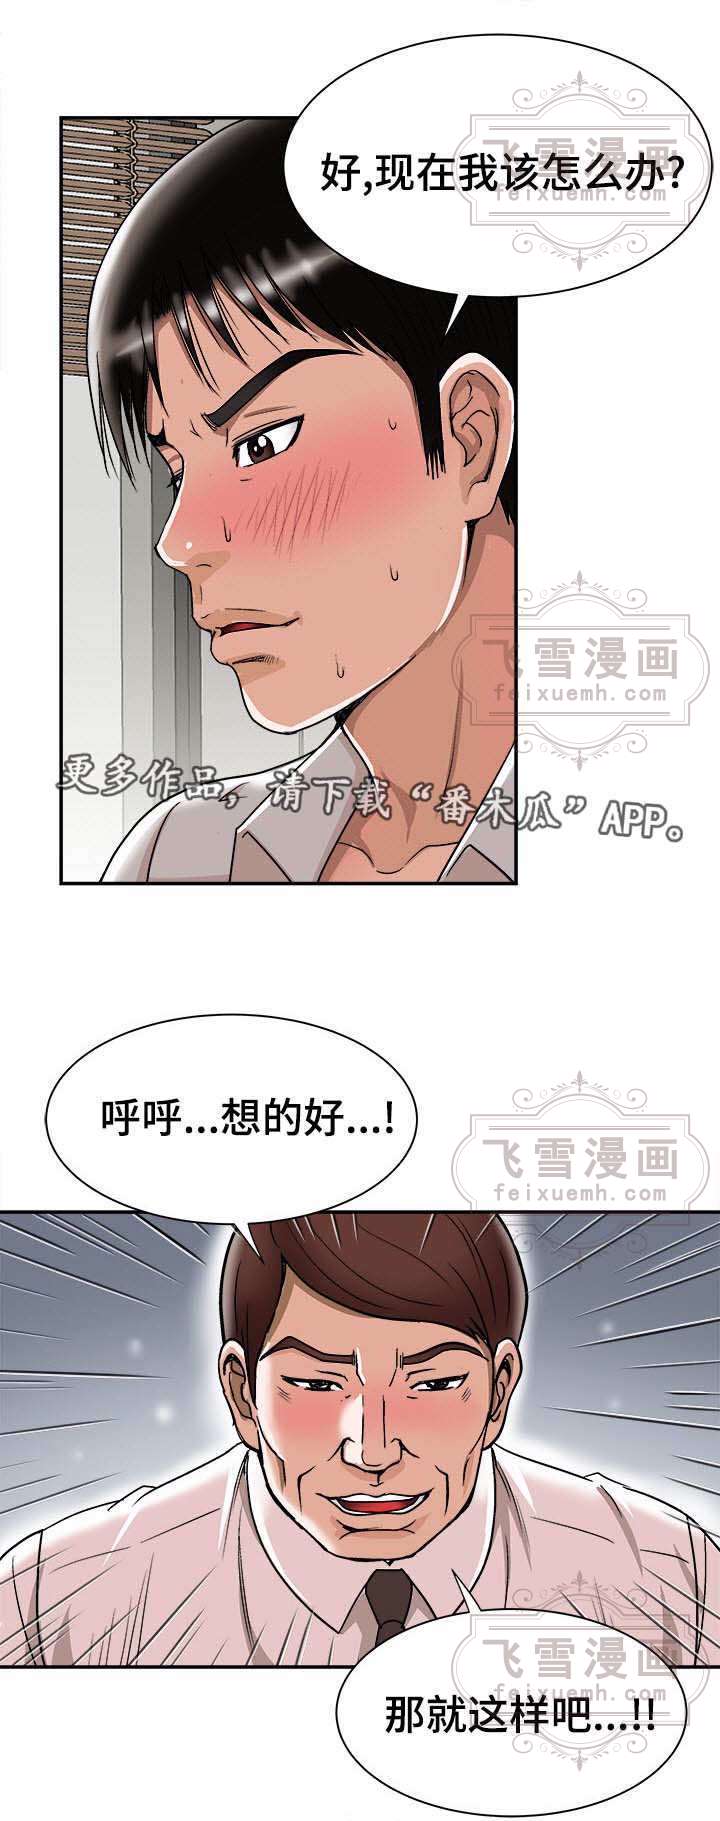 飞雪漫画
feixuemh.com
好,现在我该怎么办?
飞雪漫画
feixuemh.com
更多作品，请下载“番木瓜”APP。
呼呼...想的好...!
飞雪漫画
feixuemh.com
飞雪漫画
feixuemh.com
那就这样吧...!!